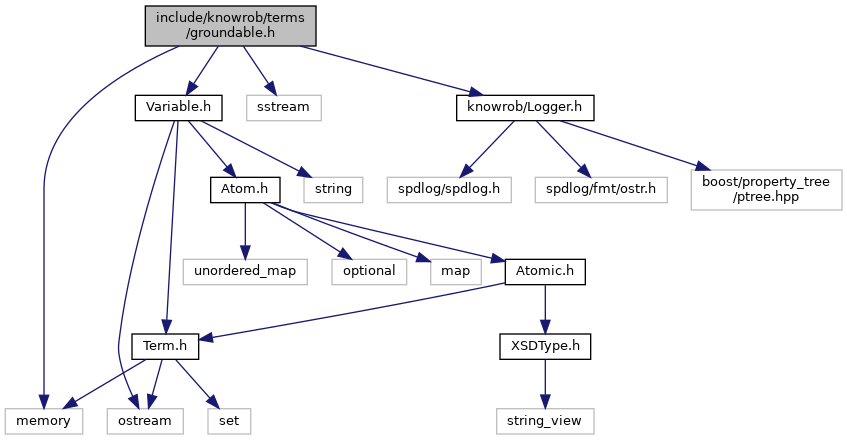 include/knowrob/terms
/groundable.h
Variable.h
sstream
knowrob/Logger.h
Atom.h
string
spdlog/spdlog.h
spdlog/fmt/ostr.h
boost/property_tree
/ptree.hpp
unordered_map
optional
map
Atomic.h
Term.h
XSDType.h
memory
ostream
set
string_view